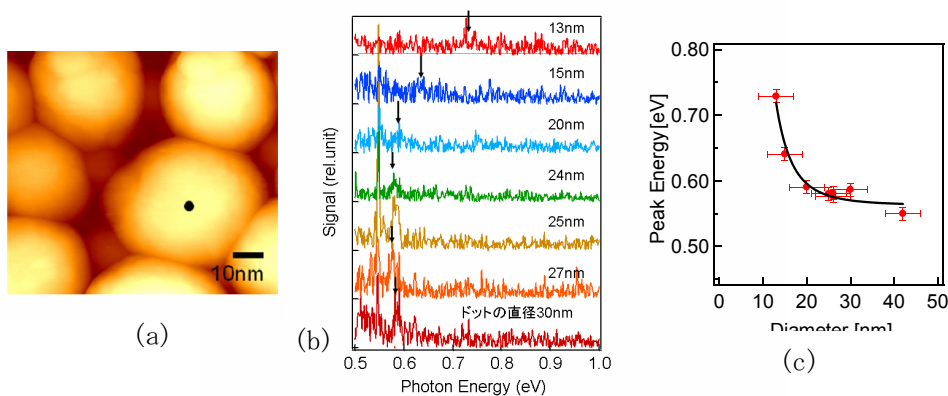 10nm
(a)
(b)
Signal (rel.unit)
13nm
15nm
20nm
24nm
25nm
27nm
ドットの直径30nm
0.5 0.6 0.7 0.8 0.9 1.0
Photon Energy (eV)
Peak Energy [eV]
0.80
0.70
0.60
0.50
0 10 20 30 40 50
Diameter [nm]
(c)